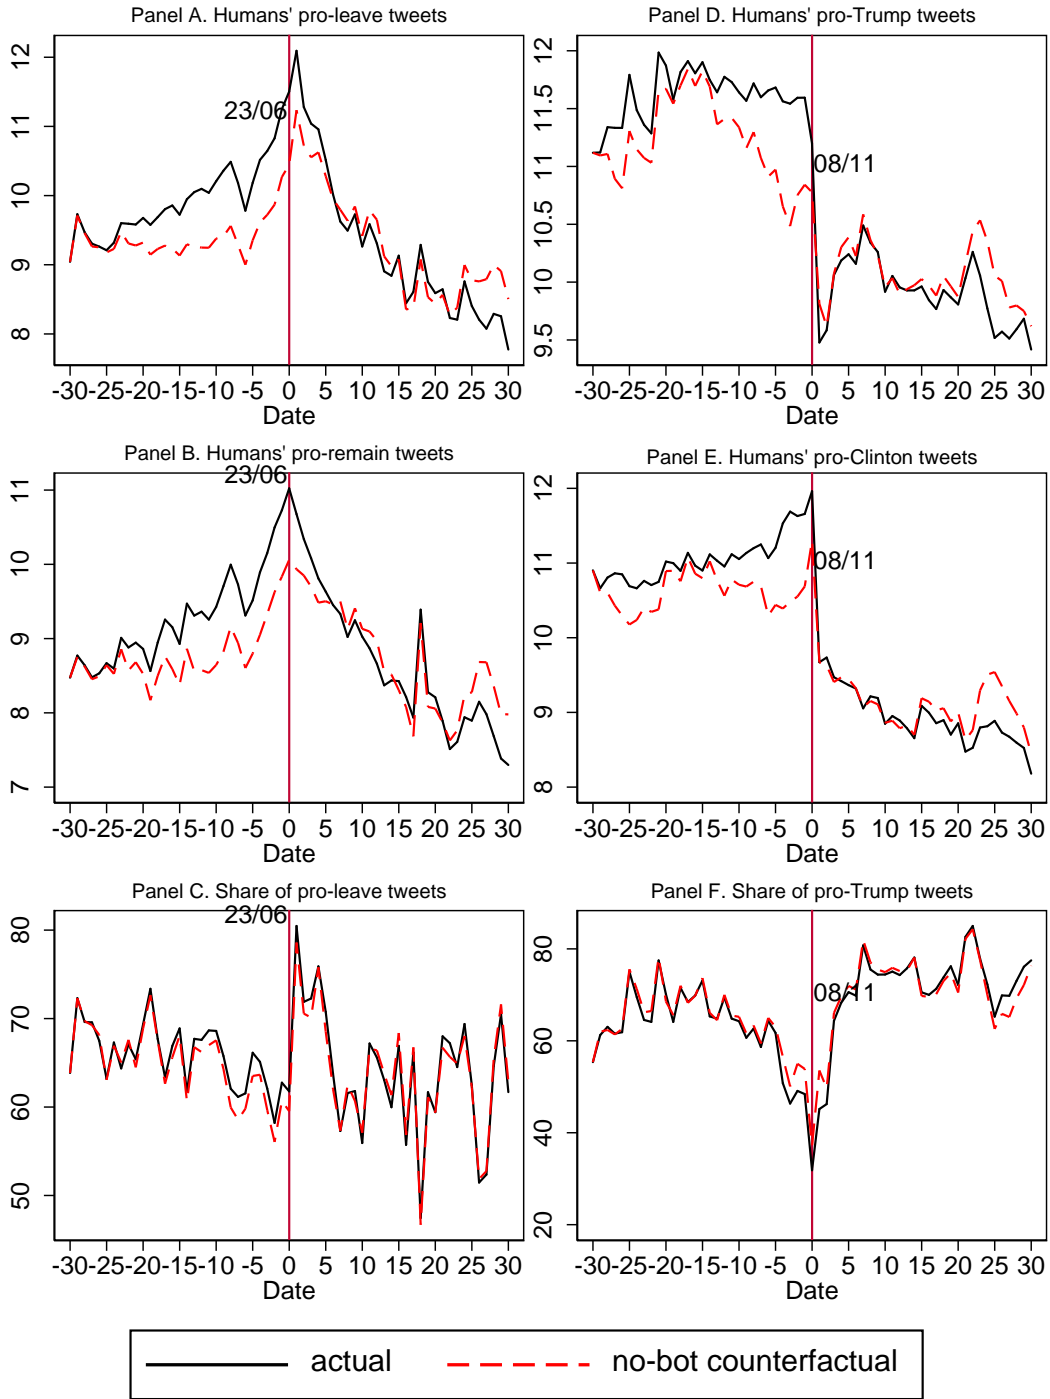 Panel A. Humans' pro-leave tweets
12
11
10
9
8
23/06
-30 -25 -20 -15 -10 -5 0 5 10 15 20 25 30
Date
Panel D. Humans' pro-Trump tweets
12
11.5
11
10.5
10
9.5
08/11
-30 -25 -20 -15 -10 -5 0 5 10 15 20 25 30
Date
Panel B. Humans' pro-remain tweets
23/06
11
10
9
8
7
-30 -25 -20 -15 -10 -5 0 5 10 15 20 25 30
Date
Panel E. Humans' pro-Clinton tweets
12
11
10
9
8
08/11
-30 -25 -20 -15 -10 -5 0 5 10 15 20 25 30
Date
Panel C. Share of pro-leave tweets
23/06
80
70
60
50
-30 -25 -20 -15 -10 -5 0 5 10 15 20 25 30
Date
Panel F. Share of pro-Trump tweets
80
60
40
20
08/11
-30 -25 -20 -15 -10 -5 0 5 10 15 20 25 30
Date
actual no-bot counterfactual